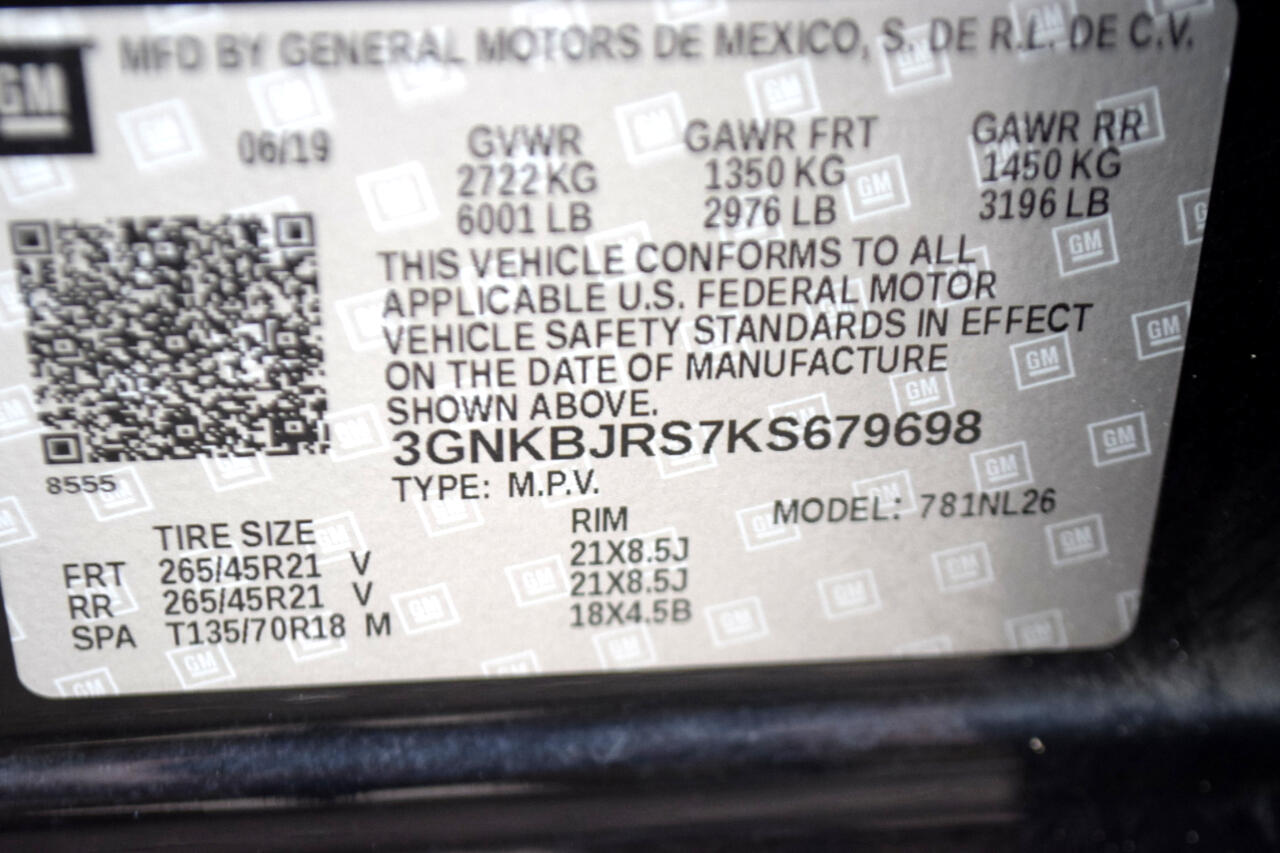 MFD BY GENERAL MOTORS DE MEXICO, S. DE R.L. DE C.V.
GM
06/19 GVWR GAWR FRT GAWR RR
2722 KG 1350 KG 1450 KG
6001 LB 2976 LB 3196 LB
THIS VEHICLE CONFORMS TO ALL
APPLICABLE U.S. FEDERAL MOTOR
VEHICLE SAFETY STANDARDS IN EFFECT
ON THE DATE OF MANUFACTURE
SHOWN ABOVE.
3GNKBJRS7KS679698
8555
TYPE: M.P.V. MODEL: 781NL26
TIRE SIZE RIM
FRT 265/45R21 V 21X8.5J
RR 265/45R21 V 21X8.5J
SPA T135/70R18 M 18X4.5B